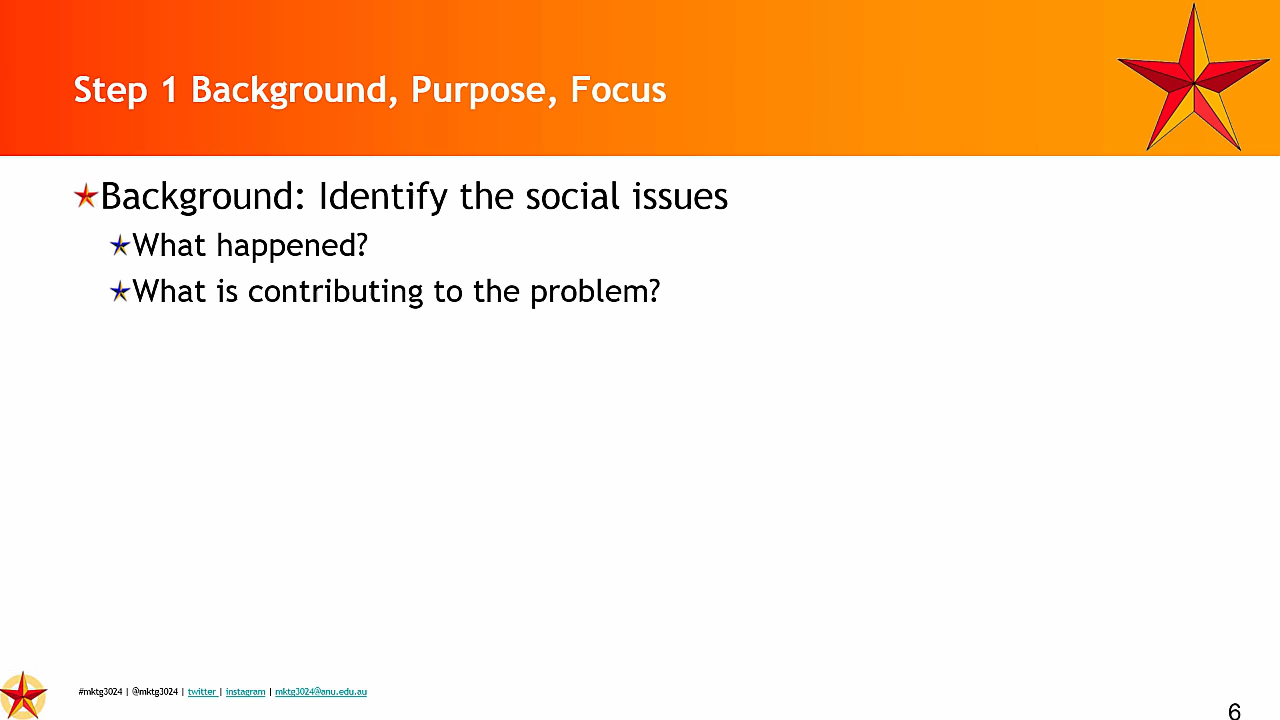 Step 1 Background, Purpose, Focus
Background: Identify the social issues
What happened?
What is contributing to the problem?
#mktg3024 | @mktg3024 | twitter | instagram | mktg3024@anu.edu.au
6